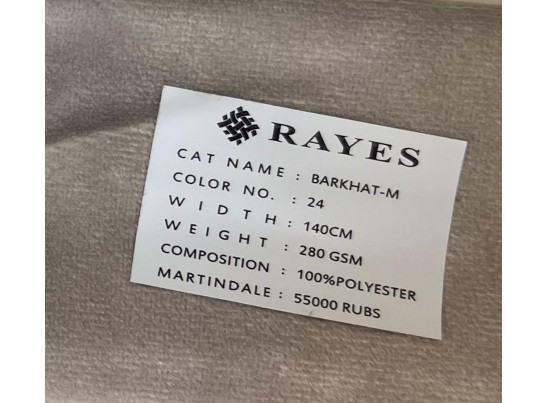 RAYES
CAT NAME : BARKHAT-M
COLOR NO. : 24
WIDTH : 140CM
WEIGHT : 280 GSM
COMPOSITION : 100%POLYESTER
MARTINDALE : 55000 RUBS